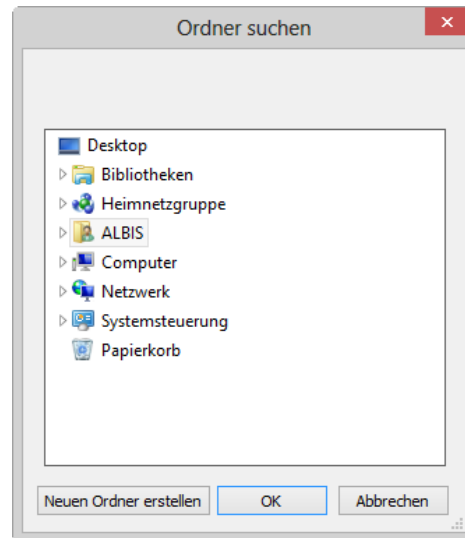 Ordner suchen
Desktop
Bibliotheken
Heimnetzgruppe
ALBIS
Computer
Netzwerk
Systemsteuerung
Papierkorb
Neuen Ordner erstellen OK Abbrechen